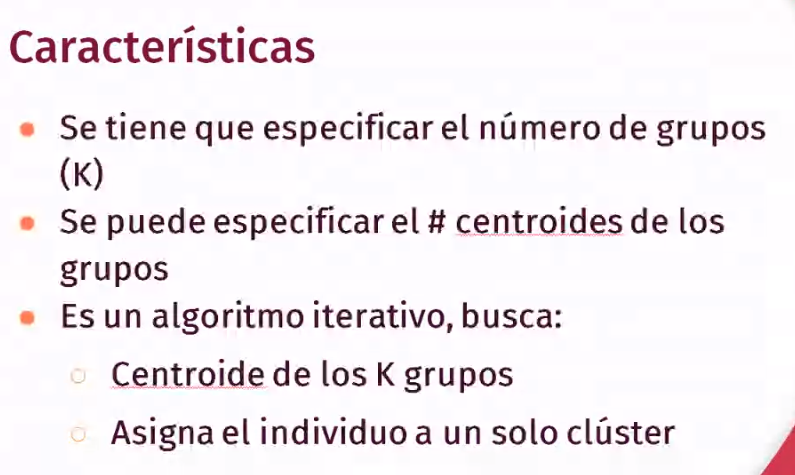 Características
Se tiene que especificar el número de grupos
(K)
Se puede especificar el # centroides de los
grupos
Es un algoritmo iterativo, busca:
Centroide de los K grupos
Asigna el individuo a un solo clúster